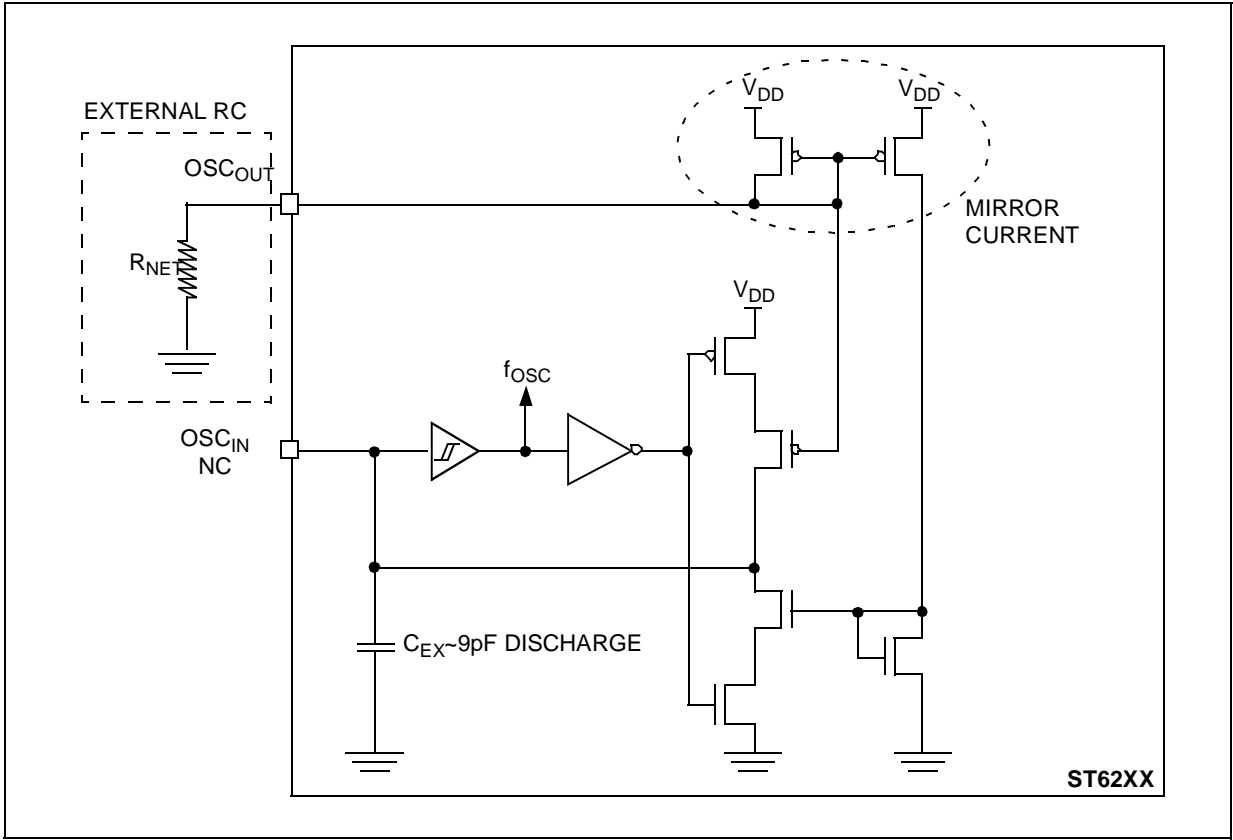 V_DD
V_DD
EXTERNAL RC
OSC_OUT
MIRROR
CURRENT
R_NET
V_DD
f_OSC
OSC_IN
NC
C_EX~9pF DISCHARGE
ST62XX